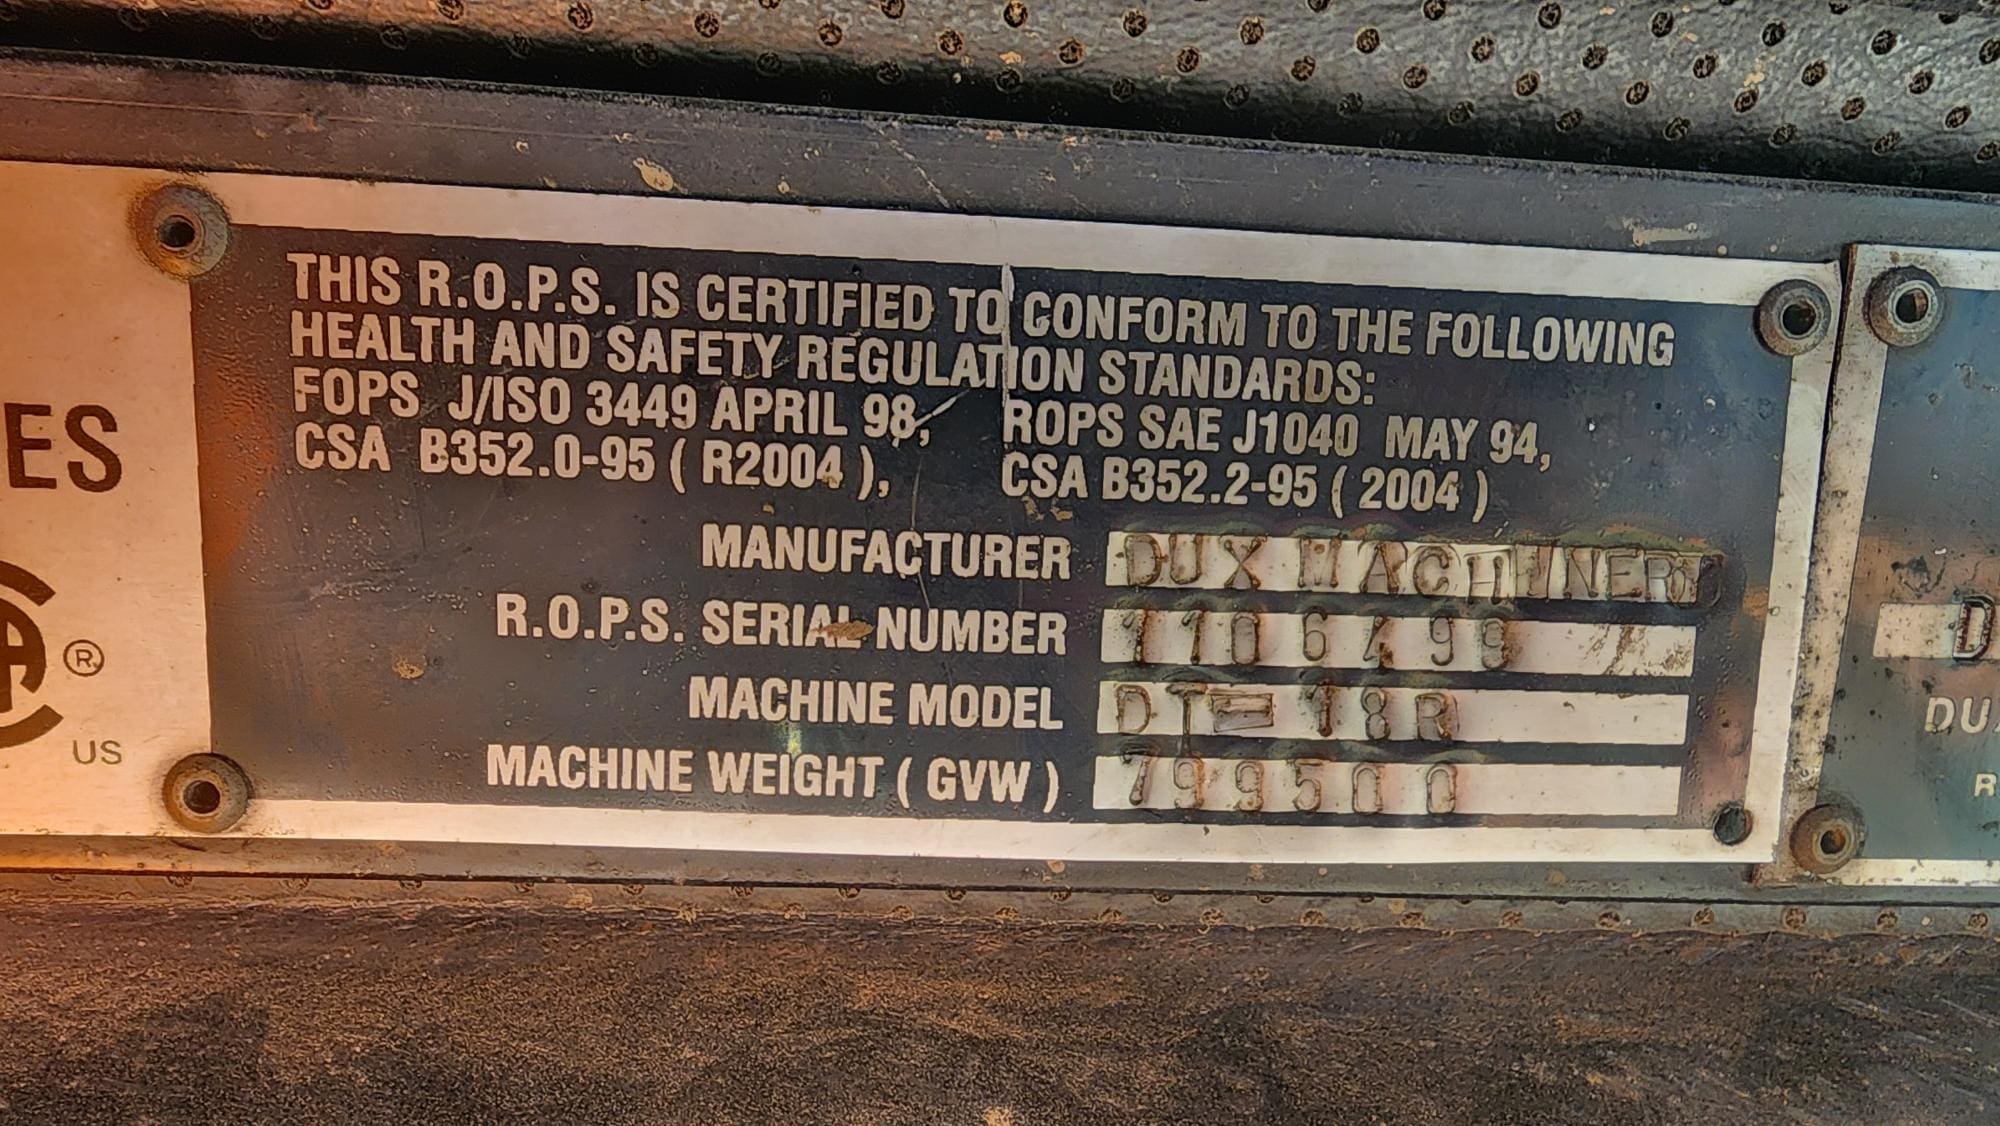 ES
®
US
THIS R.O.P.S. IS CERTIFIED TO CONFORM TO THE FOLLOWING
HEALTH AND SAFETY REGULATION STANDARDS:
FOPS J/ISO 3449 APRIL 98, ROPS SAE J1040 MAY 94,
CSA B352.0-95 ( R2004 ), CSA B352.2-95 ( 2004 )
MANUFACTURER DUX MACHINERY
R.O.P.S. SERIAL NUMBER
MACHINE MODEL DT-18R
MACHINE WEIGHT ( GVW ) 799500
D
DUX
R